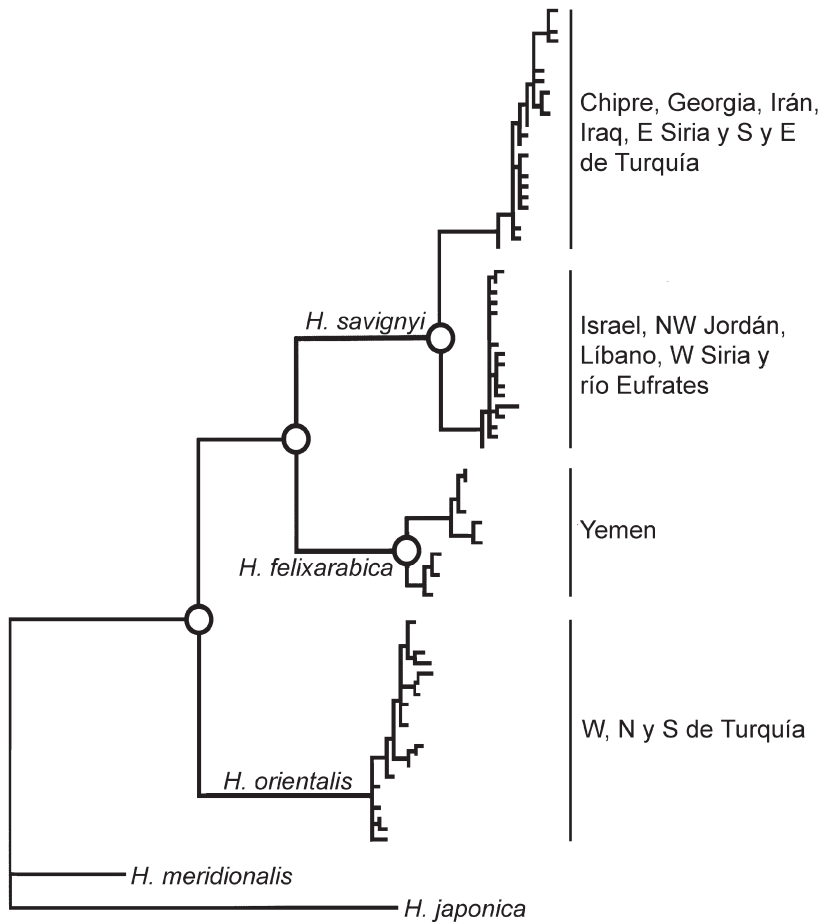 Chipre, Georgia, Irán,
Iraq, E Siria y S y E
de Turquía
H. savignyi
Israel, NW Jordán,
Líbano, W Siria y
río Eufrates
Yemen
H. felixarabica
W, N y S de Turquía
H. orientalis
H. meridionalis
H. japonica